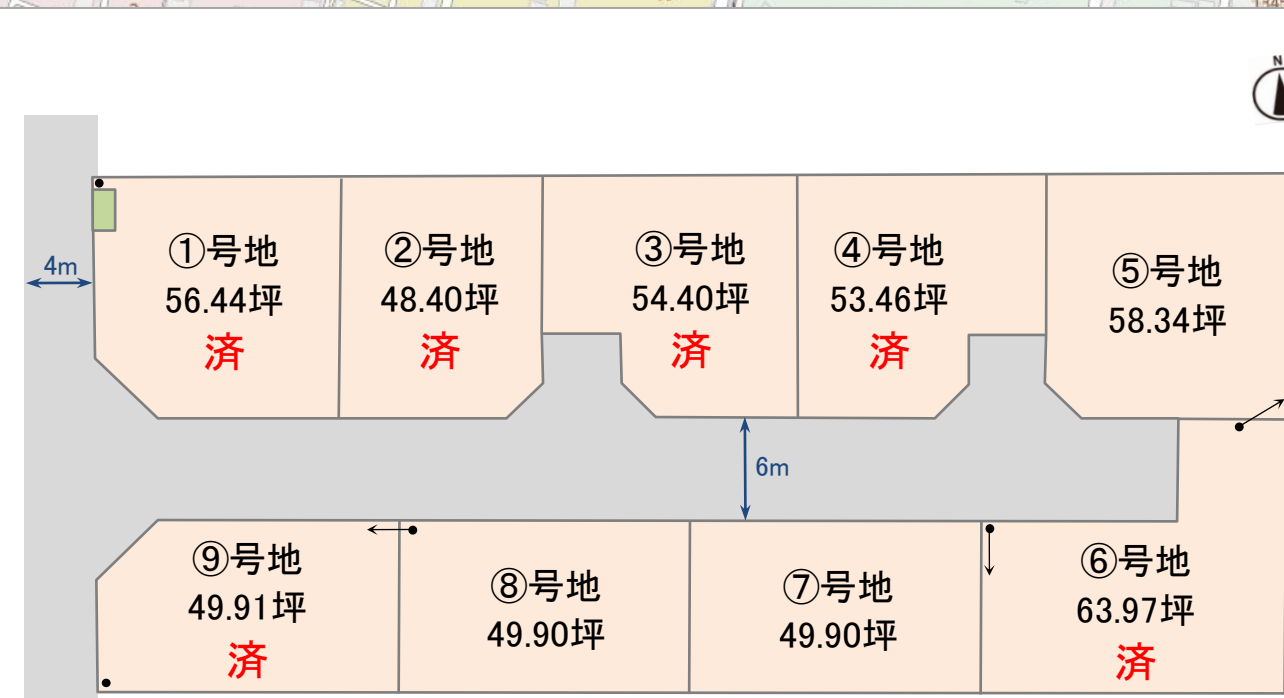 N
4m
①号地
56.44坪
済
②号地
48.40坪
済
③号地
54.40坪
済
④号地
53.46坪
済
⑤号地
58.34坪
6m
⑨号地
49.91坪
済
⑧号地
49.90坪
⑦号地
49.90坪
⑥号地
63.97坪
済